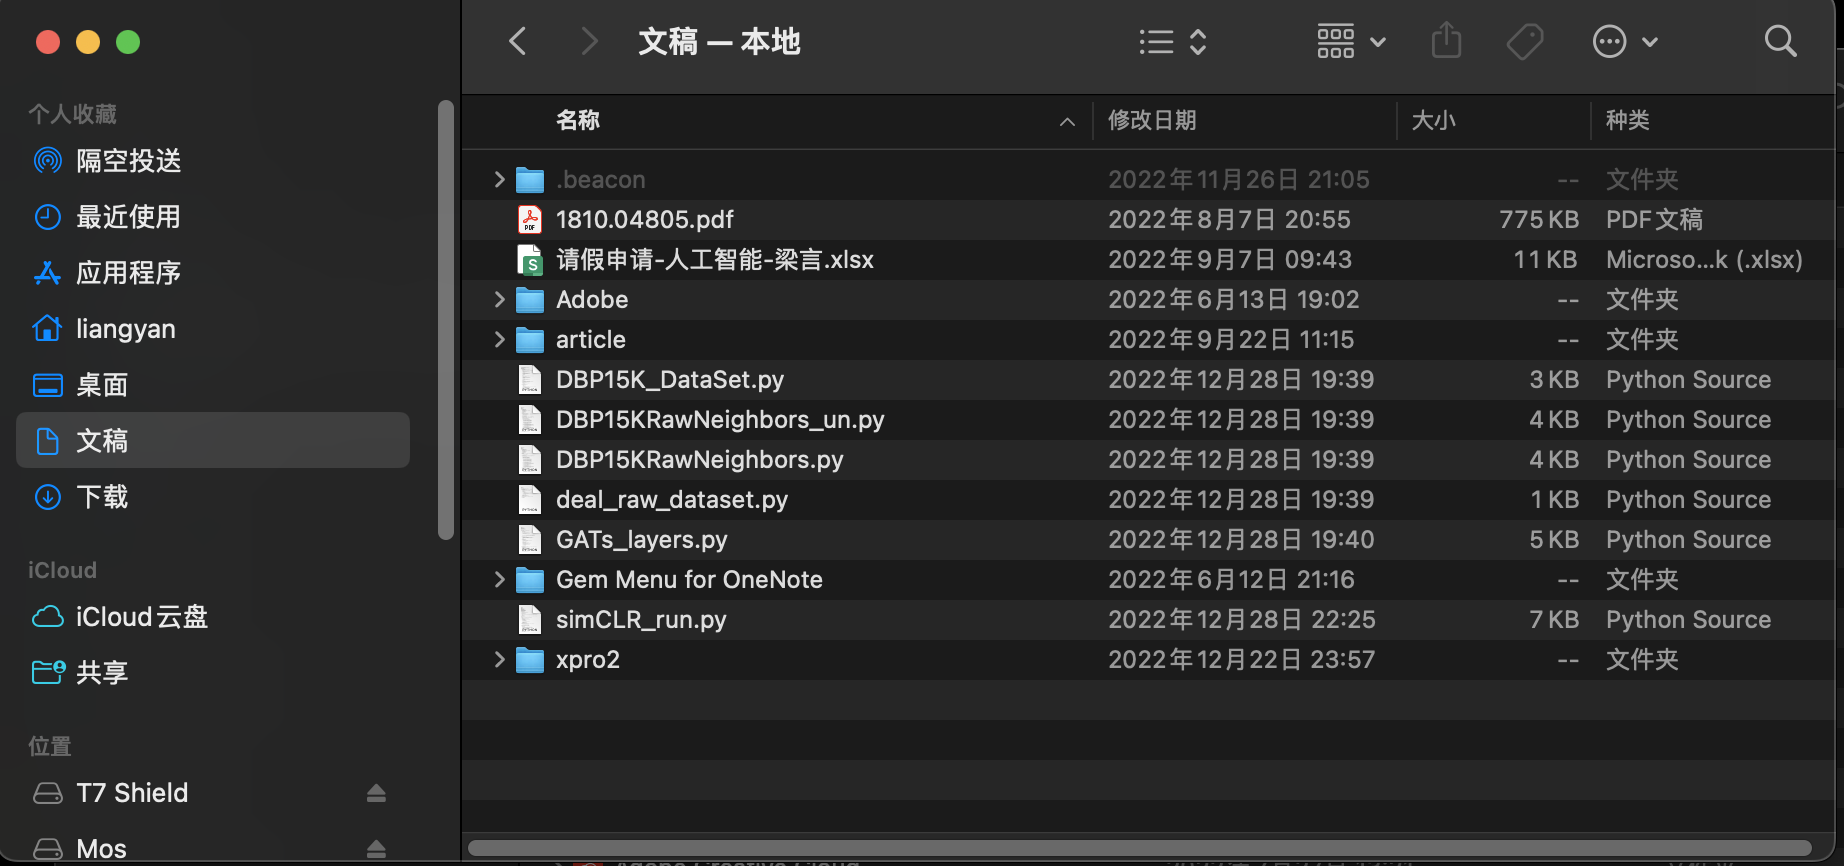 文稿 — 本地
个人收藏
隔空投送
最近使用
应用程序
liangyan
桌面
文稿
下载
iCloud
iCloud云盘
共享
位置
T7 Shield
Mos
名称 修改日期 大小 种类
.beacon 2022年11月26日 21:05 -- 文件夹
1810.04805.pdf 2022年8月7日 20:55 775 KB PDF文稿
请假申请-人工智能-梁言.xlsx 2022年9月7日 09:43 11 KB Microso...k (.xlsx)
Adobe 2022年6月13日 19:02 -- 文件夹
article 2022年9月22日 11:15 -- 文件夹
DBP15K_DataSet.py 2022年12月28日 19:39 3 KB Python Source
DBP15KRawNeighbors_un.py 2022年12月28日 19:39 4 KB Python Source
DBP15KRawNeighbors.py 2022年12月28日 19:39 4 KB Python Source
deal_raw_dataset.py 2022年12月28日 19:39 1 KB Python Source
GATs_layers.py 2022年12月28日 19:40 5 KB Python Source
Gem Menu for OneNote 2022年6月12日 21:16 -- 文件夹
simCLR_run.py 2022年12月28日 22:25 7 KB Python Source
xpro2 2022年12月22日 23:57 -- 文件夹